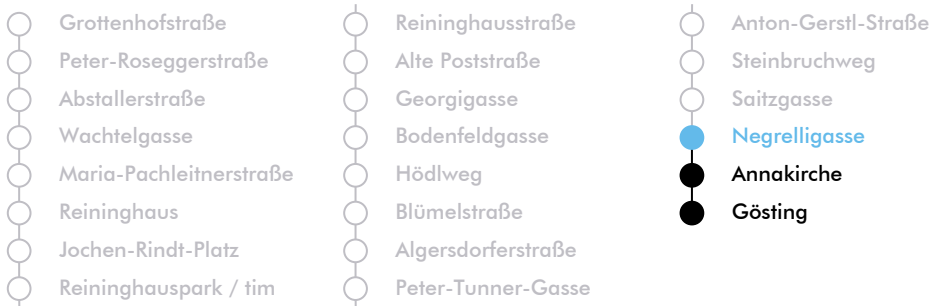 Grottenhofstraße
Peter-Roseggerstraße
Abstallerstraße
Wachtelgasse
Maria-Pachleitnerstraße
Reininghaus
Jochen-Rindt-Platz
Reininghauspark / tim
Reininghausstraße
Alte Poststraße
Georgigasse
Bodenfeldgasse
Hödlweg
Blümelstraße
Algersdorferstraße
Peter-Tunner-Gasse
Anton-Gerstl-Straße
Steinbruchweg
Saitzgasse
Negrelligasse
Annakirche
Gösting